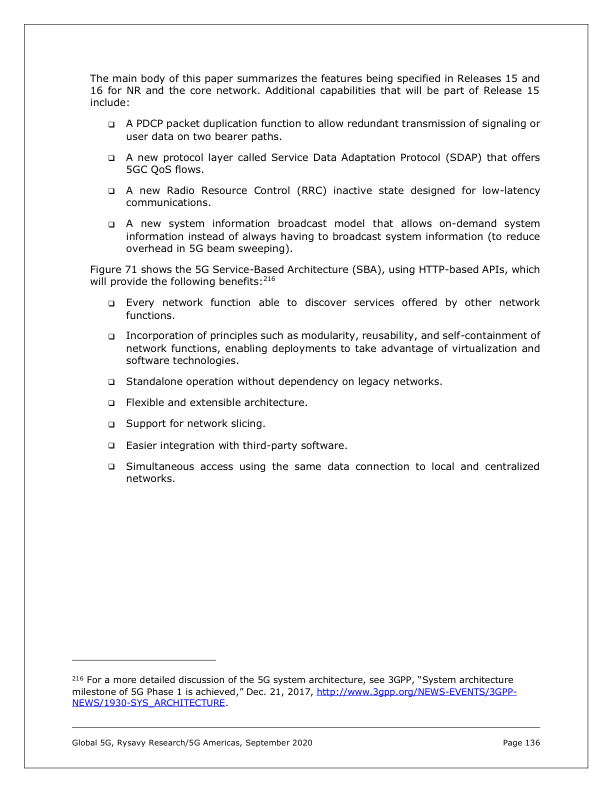 The main body of this paper summarizes the features being specified in Releases 15 and
16 for NR and the core network. Additional capabilities that will be part of Release 15
include:
❑ A PDCP packet duplication function to allow redundant transmission of signaling or
user data on two bearer paths.
❑ A new protocol layer called Service Data Adaptation Protocol (SDAP) that offers
5GC QoS flows.
❑ A new Radio Resource Control (RRC) inactive state designed for low-latency
communications.
❑ A new system information broadcast model that allows on-demand system
information instead of always having to broadcast system information (to reduce
overhead in 5G beam sweeping).
Figure 71 shows the 5G Service-Based Architecture (SBA), using HTTP-based APIs, which
will provide the following benefits:216
❑ Every network function able to discover services offered by other network
functions.
❑ Incorporation of principles such as modularity, reusability, and self-containment of
network functions, enabling deployments to take advantage of virtualization and
software technologies.
❑ Standalone operation without dependency on legacy networks.
❑ Flexible and extensible architecture.
❑ Support for network slicing.
❑ Easier integration with third-party software.
❑ Simultaneous access using the same data connection to local and centralized
networks.
216 For a more detailed discussion of the 5G system architecture, see 3GPP, “System architecture
milestone of 5G Phase 1 is achieved,” Dec. 21, 2017, http://www.3gpp.org/NEWS-EVENTS/3GPP-
NEWS/1930-SYS_ARCHITECTURE.
Global 5G, Rysavy Research/5G Americas, September 2020 Page 136